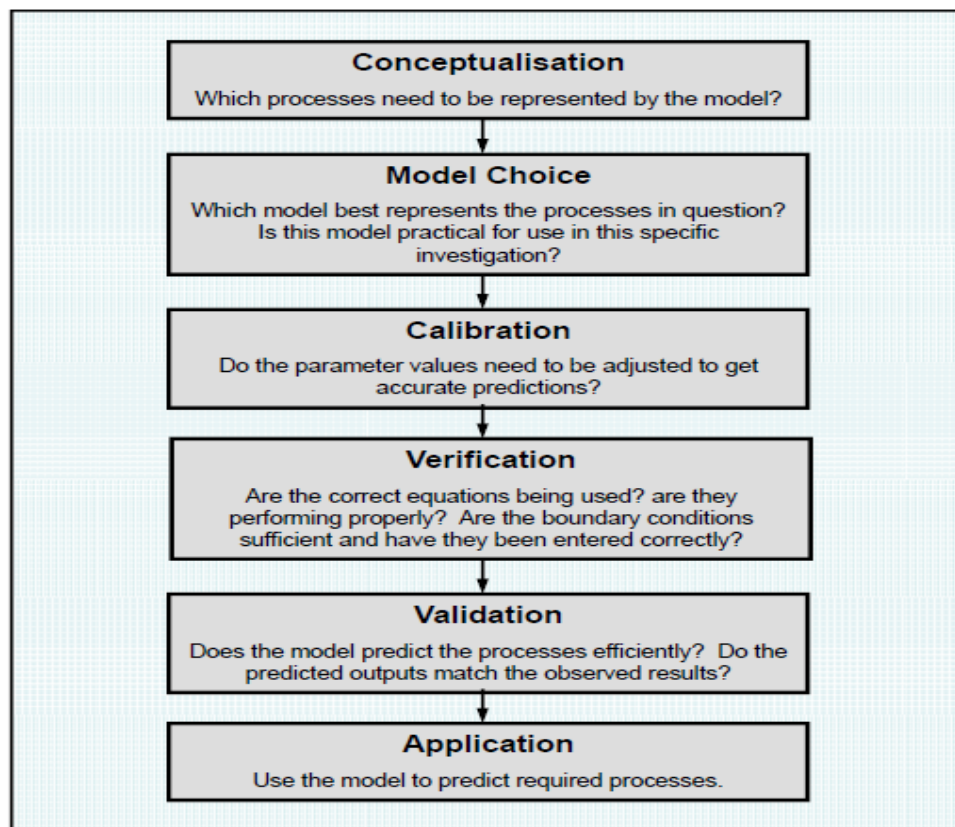 Conceptualisation
Which processes need to be represented by the model?
Model Choice
Which model best represents the processes in question?
Is this model practical for use in this specific
investigation?
Calibration
Do the parameter values need to be adjusted to get
accurate predictions?
Verification
Are the correct equations being used? are they
performing properly? Are the boundary conditions
sufficient and have they been entered correctly?
Validation
Does the model predict the processes efficiently? Do the
predicted outputs match the observed results?
Application
Use the model to predict required processes.